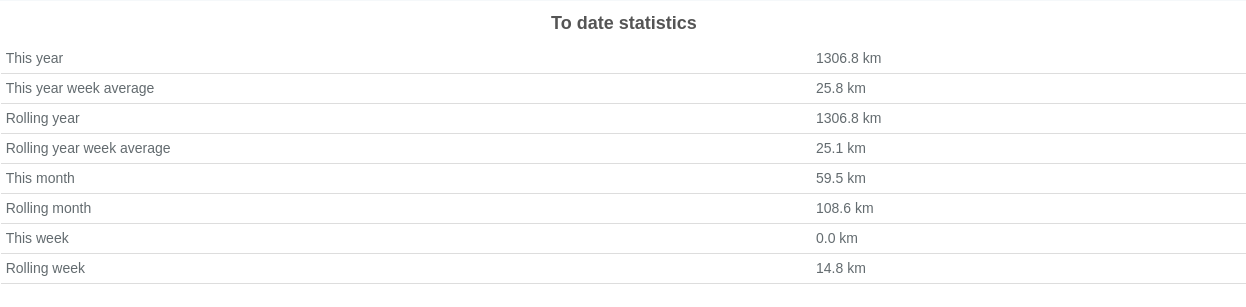 To date statistics
This year 1306.8 km
This year week average 25.8 km
Rolling year 1306.8 km
Rolling year week average 25.1 km
This month 59.5 km
Rolling month 108.6 km
This week 0.0 km
Rolling week 14.8 km